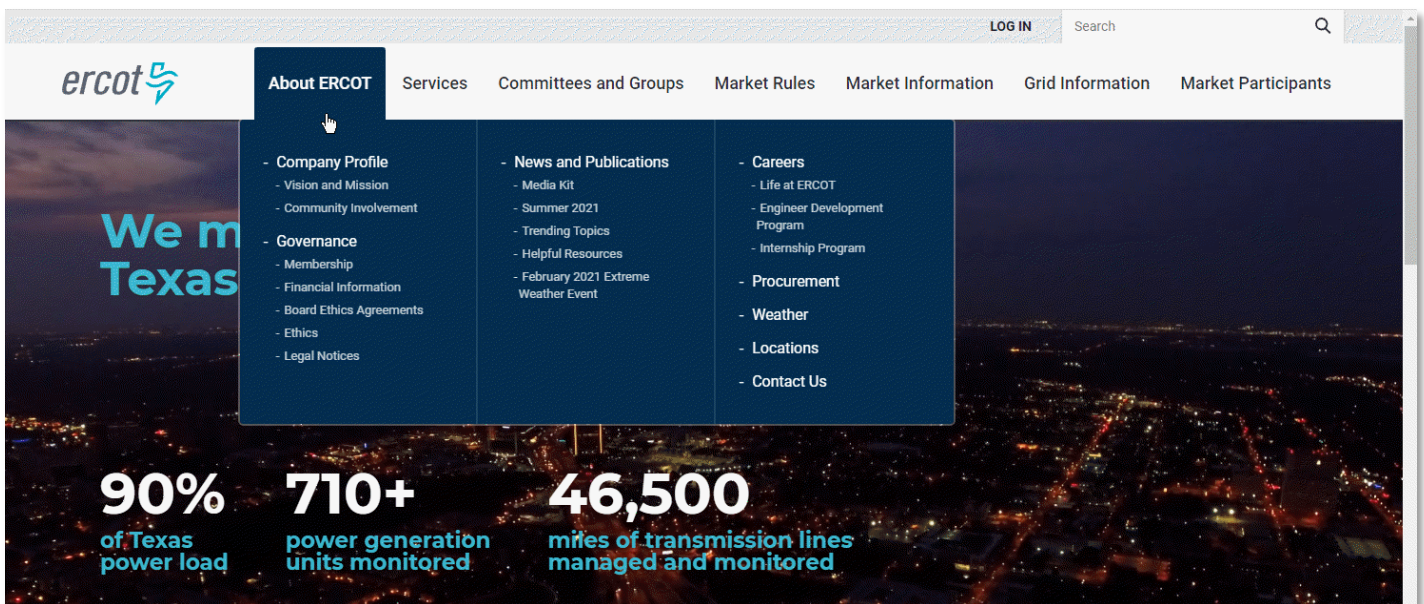 LOG IN
Search
ercot
About ERCOT
Services
Committees and Groups
Market Rules
Market Information
Grid Information
Market Participants
- Company Profile
- Vision and Mission
- Community Involvement
- Governance
- Membership
- Financial Information
- Board Ethics Agreements
- Ethics
- Legal Notices
- News and Publications
- Media Kit
- Summer 2021
- Trending Topics
- Helpful Resources
- February 2021 Extreme
Weather Event
- Careers
- Life at ERCOT
- Engineer Development
Program
- Internship Program
- Procurement
- Weather
- Locations
- Contact Us
We m
Texas
90%
of Texas
power load
710+
power generation
units monitored
46,500
miles of transmission lines
managed and monitored